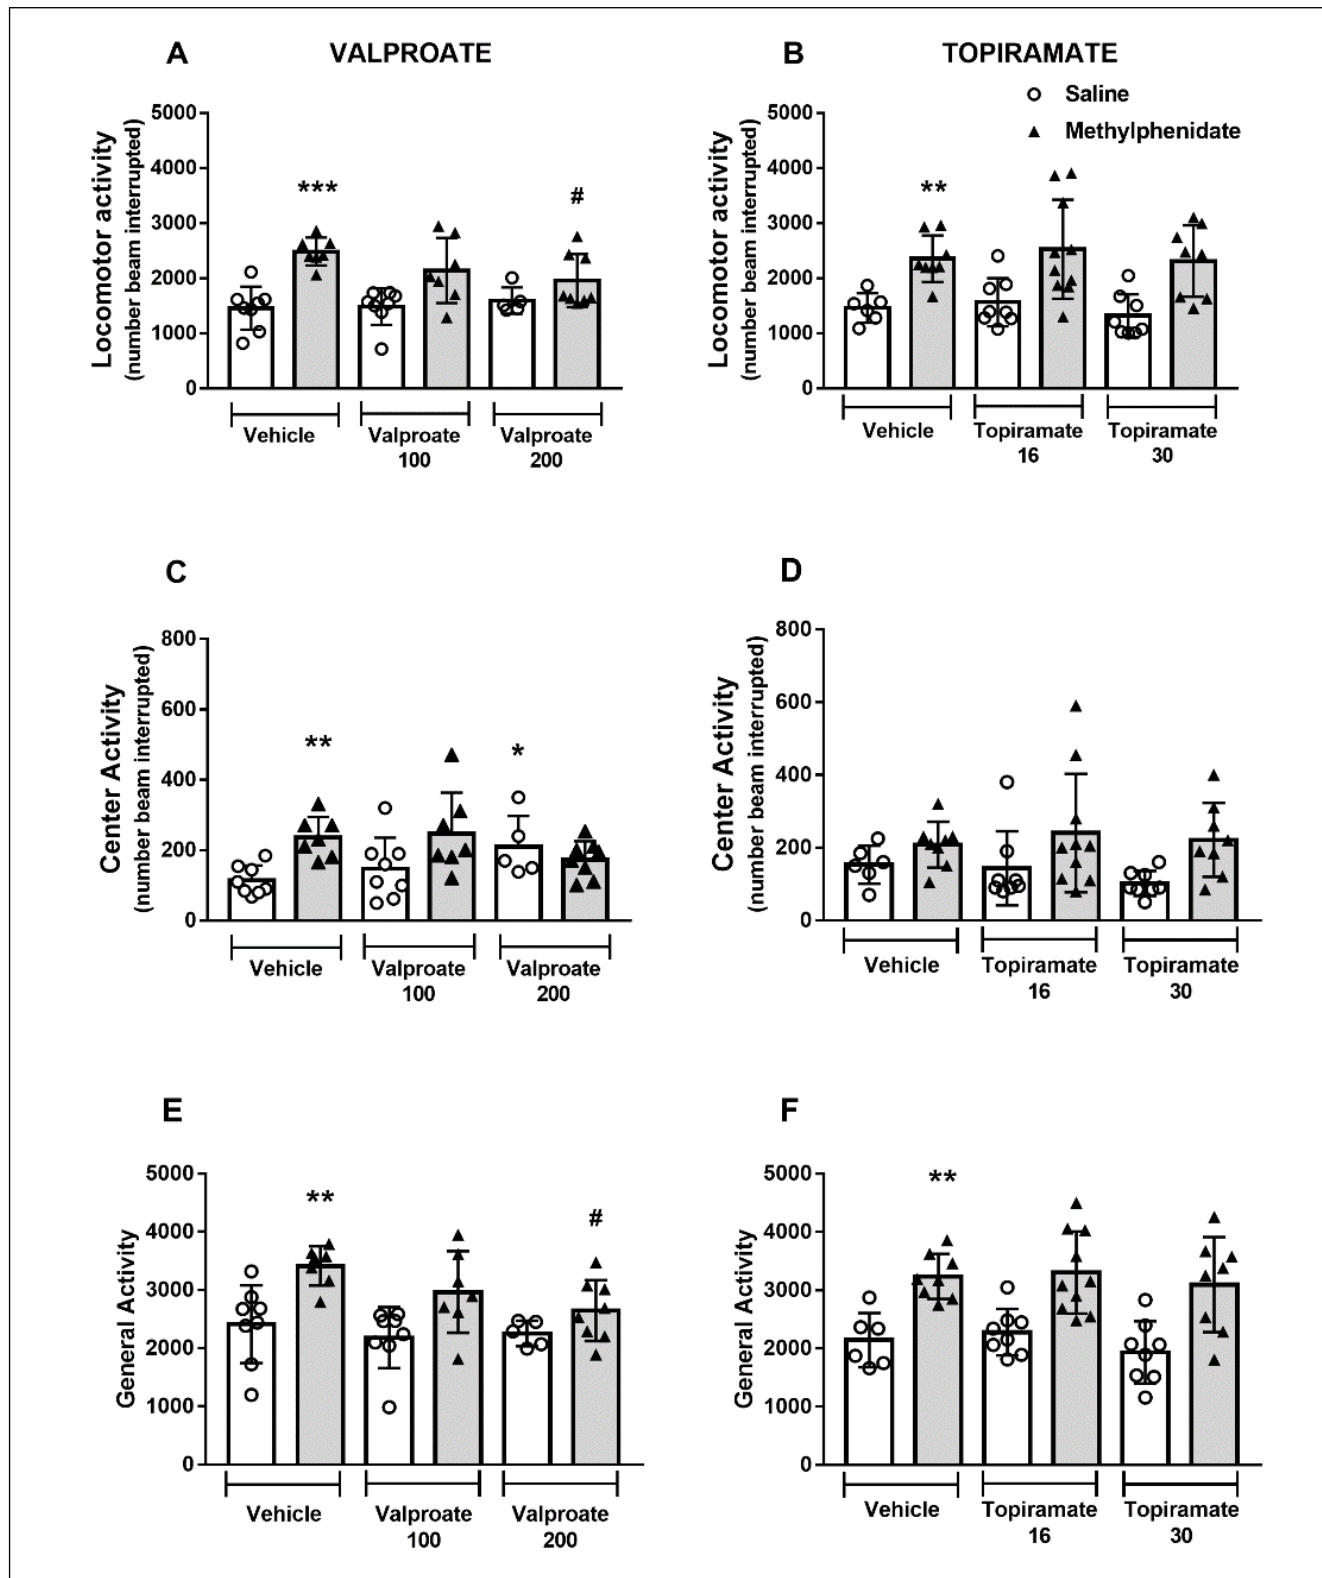 A VALPROATE
B TOPIRAMATE
Saline
Methylphenidate
Locomotor activity
(number beam interrupted)
5000
4000
3000
2000
1000
0
***
#
Vehicle
Valproate
100
Valproate
200
Locomotor activity
(number beam interrupted)
5000
4000
3000
2000
1000
0
**
Vehicle
Topiramate
16
Topiramate
30
C
Center Activity
(number beam interrupted)
800
600
400
200
0
**
*
Vehicle
Valproate
100
Valproate
200
D
Center Activity
(number beam interrupted)
800
600
400
200
0
Vehicle
Topiramate
16
Topiramate
30
E
General Activity
5000
4000
3000
2000
1000
0
**
#
Vehicle
Valproate
100
Valproate
200
F
General Activity
5000
4000
3000
2000
1000
0
**
Vehicle
Topiramate
16
Topiramate
30